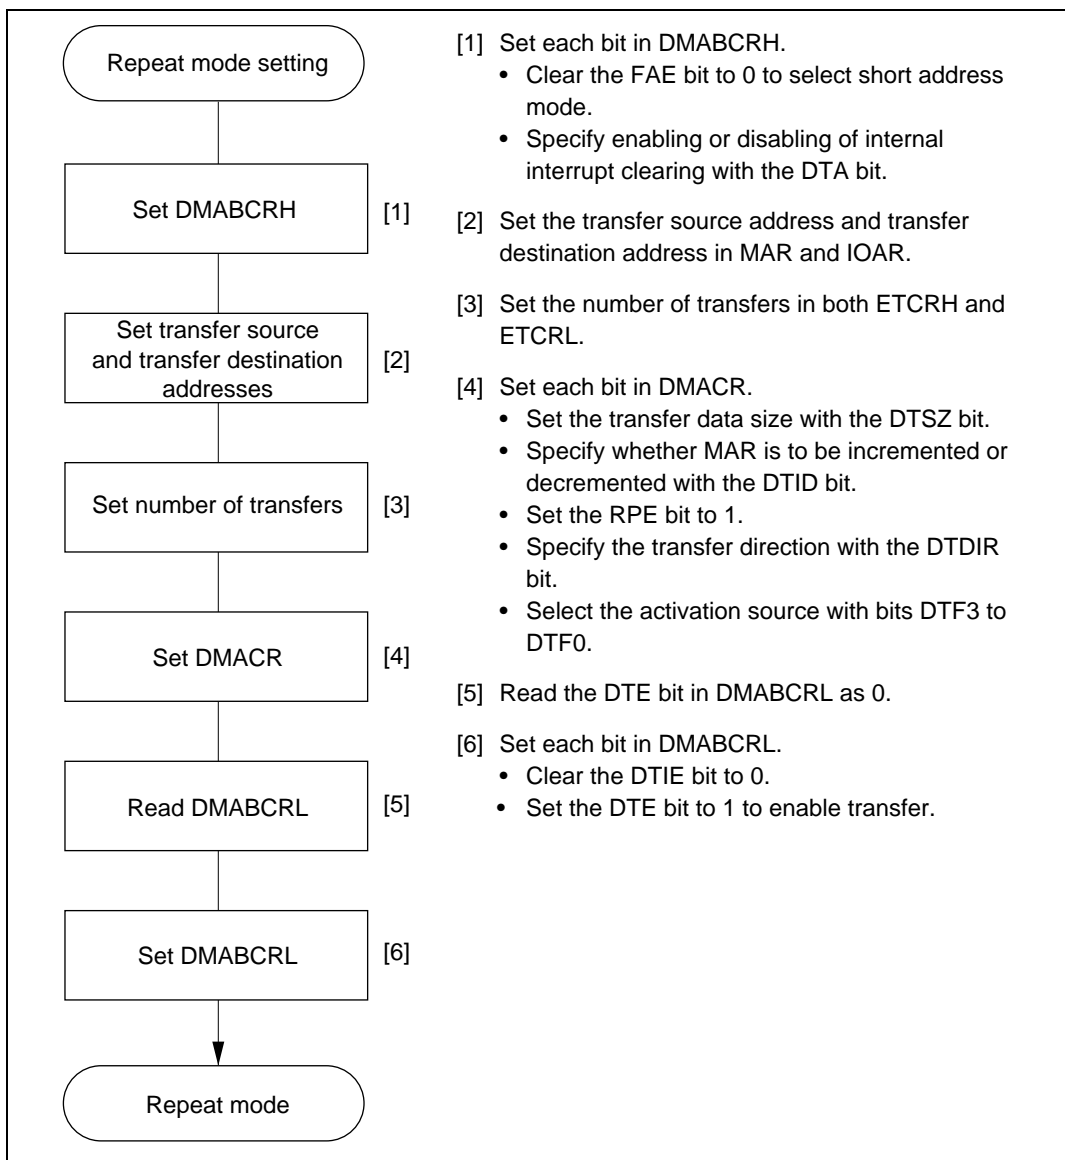 Repeat mode setting
Set DMABCRH
[1]
Set transfer source
and transfer destination
addresses
[2]
Set number of transfers
[3]
Set DMACR
[4]
Read DMABCRL
[5]
Set DMABCRL
[6]
Repeat mode
[1] Set each bit in DMABCRH.
• Clear the FAE bit to 0 to select short address
mode.
• Specify enabling or disabling of internal
interrupt clearing with the DTA bit.
[2] Set the transfer source address and transfer
destination address in MAR and IOAR.
[3] Set the number of transfers in both ETCRH and
ETCRL.
[4] Set each bit in DMACR.
• Set the transfer data size with the DTSZ bit.
• Specify whether MAR is to be incremented or
decremented with the DTID bit.
• Set the RPE bit to 1.
• Specify the transfer direction with the DTDIR
bit.
• Select the activation source with bits DTF3 to
DTF0.
[5] Read the DTE bit in DMABCRL as 0.
[6] Set each bit in DMABCRL.
• Clear the DTIE bit to 0.
• Set the DTE bit to 1 to enable transfer.